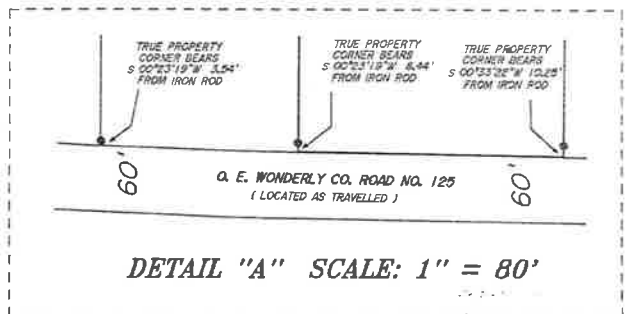 TRUE PROPERTY
CORNER BEARS
S 00°23'19"W 3.54'
FROM IRON ROD
TRUE PROPERTY
CORNER BEARS
S 00°23'19"W 6.44'
FROM IRON ROD
TRUE PROPERTY
CORNER BEARS
S 00°33'22"W 10.25'
FROM IRON ROD
60'
O. E. WONDERLY CO. ROAD NO. 125
( LOCATED AS TRAVELLED )
60'
DETAIL "A" SCALE: 1" = 80'